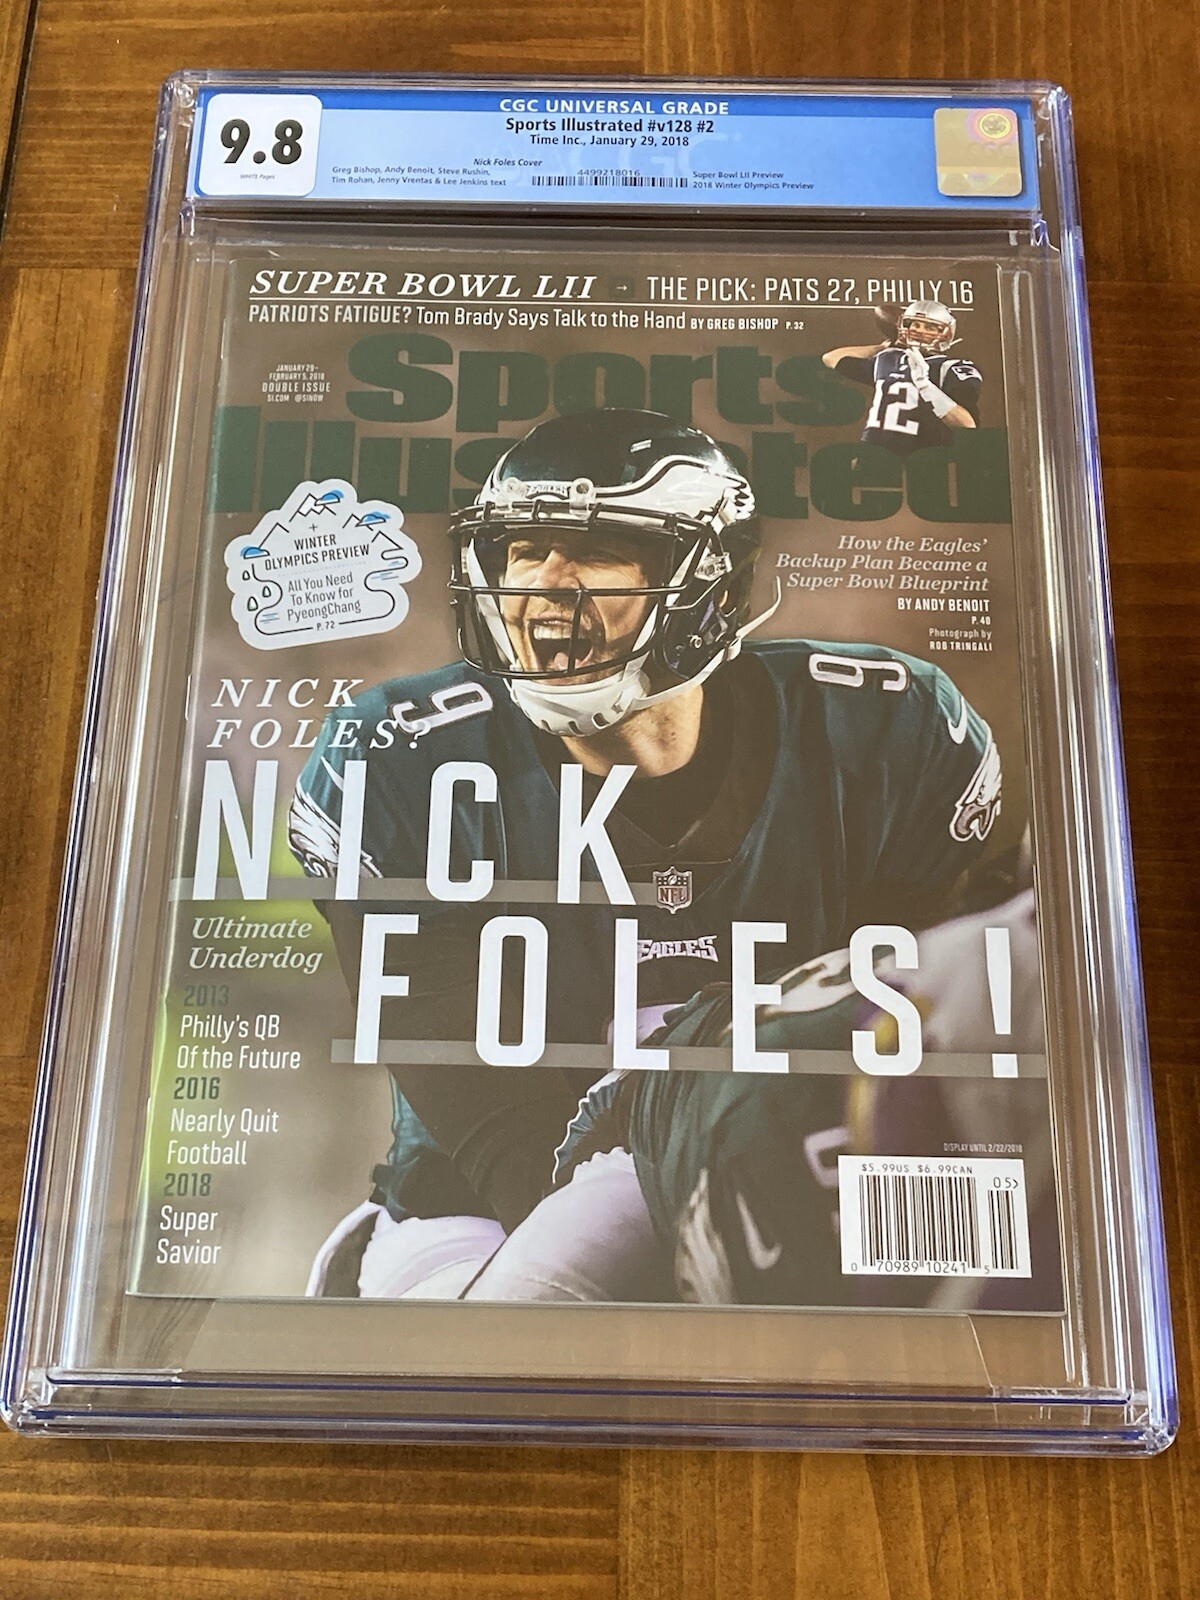 CGC UNIVERSAL GRADE
9.8
WHITE Pages
Sports Illustrated #v128 #2
Time Inc., January 29, 2018
Nick Foles Cover
Greg Bishop, Andy Benoit, Steve Rushin,
Tim Rohan, Jenny Vrentas & Lee Jenkins text
4499218016
Super Bowl LII Preview
2018 Winter Olympics Preview
SUPER BOWL LII → THE PICK: PATS 27, PHILLY 16
PATRIOTS FATIGUE? Tom Brady Says Talk to the Hand BY GREG BISHOP P. 32
JANUARY 29–
FEBRUARY 5, 2018
DOUBLE ISSUE
SI.COM @SINOW
Sports
Illustrated
12
+
WINTER
OLYMPICS PREVIEW
All You Need
To Know for
PyeongChang
P. 72
How the Eagles'
Backup Plan Became a
Super Bowl Blueprint
BY ANDY BENOIT
P. 40
Photograph by
ROB TRINGALI
9
9
NICK
FOLES?
NICK
NFL
FOLES!
EAGLES
Ultimate
Underdog
2013
Philly's QB
Of the Future
2016
Nearly Quit
Football
2018
Super
Savior
DISPLAY UNTIL 2/22/2018
$5.99US $6.99CAN
05>
0 70989 10241 5